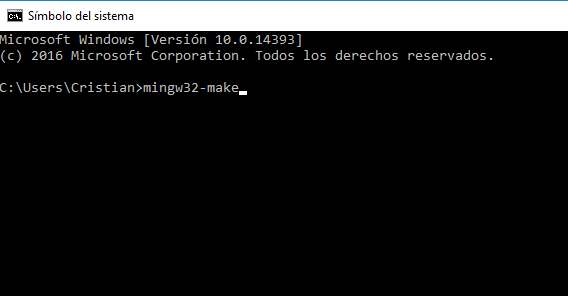 Símbolo del sistema
Microsoft Windows [Versión 10.0.14393]
(c) 2016 Microsoft Corporation. Todos los derechos reservados.
C:\Users\Cristian>mingw32-make